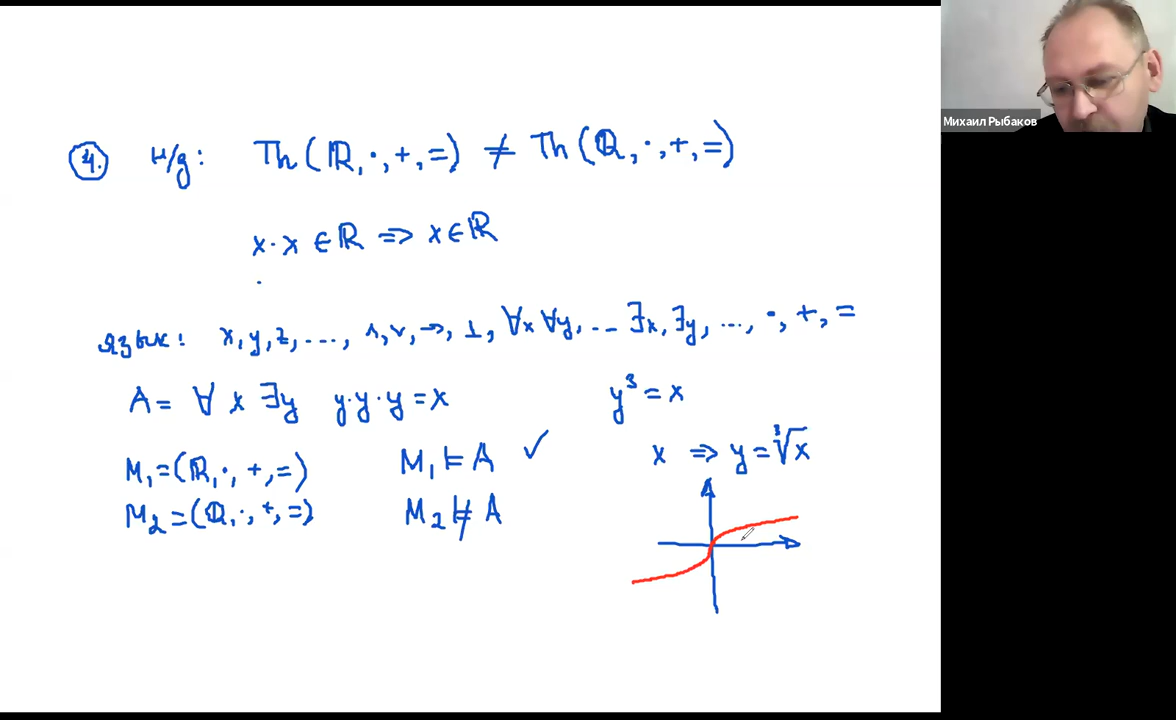 4. н/д: Th(ℝ, ·, +, =) ≠ Th(ℚ, ·, +, =)
x · x ∈ ℝ ⇒ x ∈ ℝ
язык: x, y, z, ..., ∧, ∨, →, ⊥, ∀x ∀y, ... ∃x, ∃y, ..., ·, +, =
A = ∀ x ∃y y·y·y = x y³ = x
x ⇒ y = ∛x
M₁ = (ℝ, ·, +, =) M₁ ⊨ A ✓
M₂ = (ℚ, ·, +, =) M₂ ⊭ A
Михаил Рыбаков